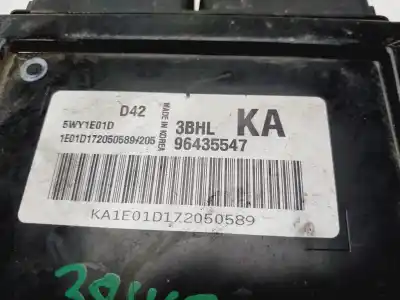 D42
5WY1E01D
1E01D172050589/205
MADE IN KOREA
3BHL KA
96435547
KA1E01D172050589